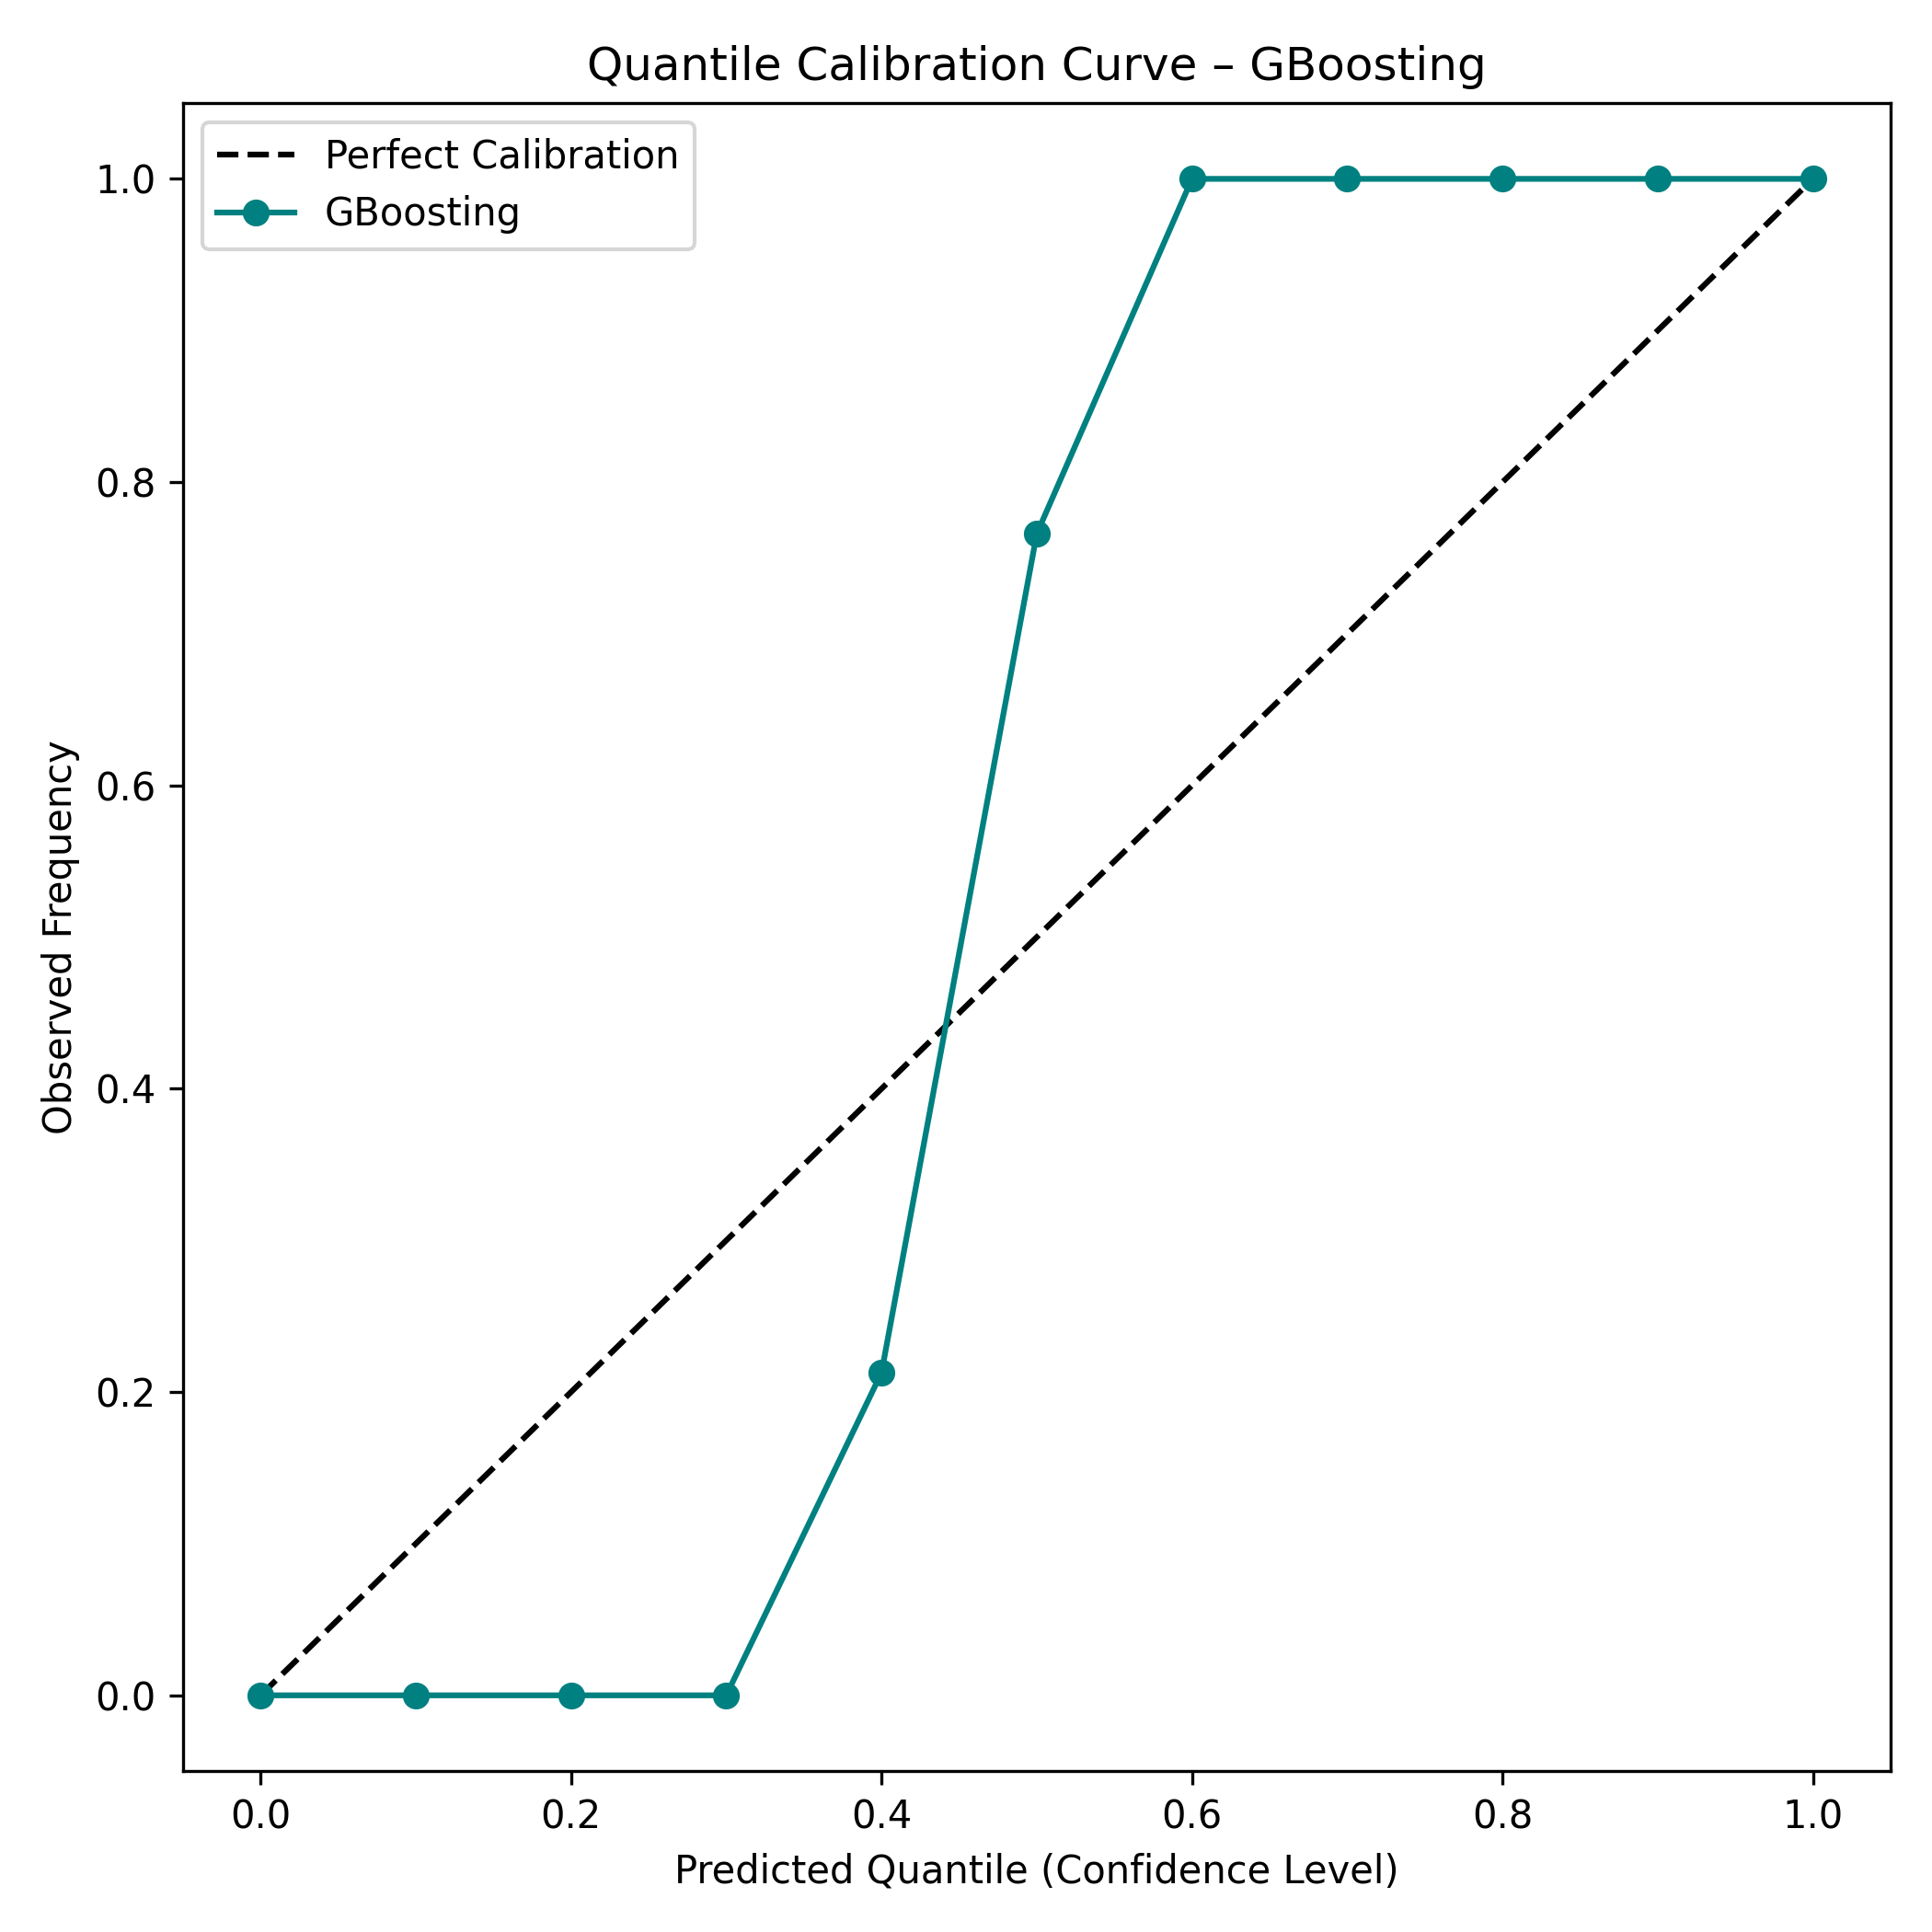 Quantile Calibration Curve – GBoosting
Perfect Calibration
GBoosting
1.0
0.8
0.6
0.4
0.2
0.0
Observed Frequency
0.0 0.2 0.4 0.6 0.8 1.0
Predicted Quantile (Confidence Level)